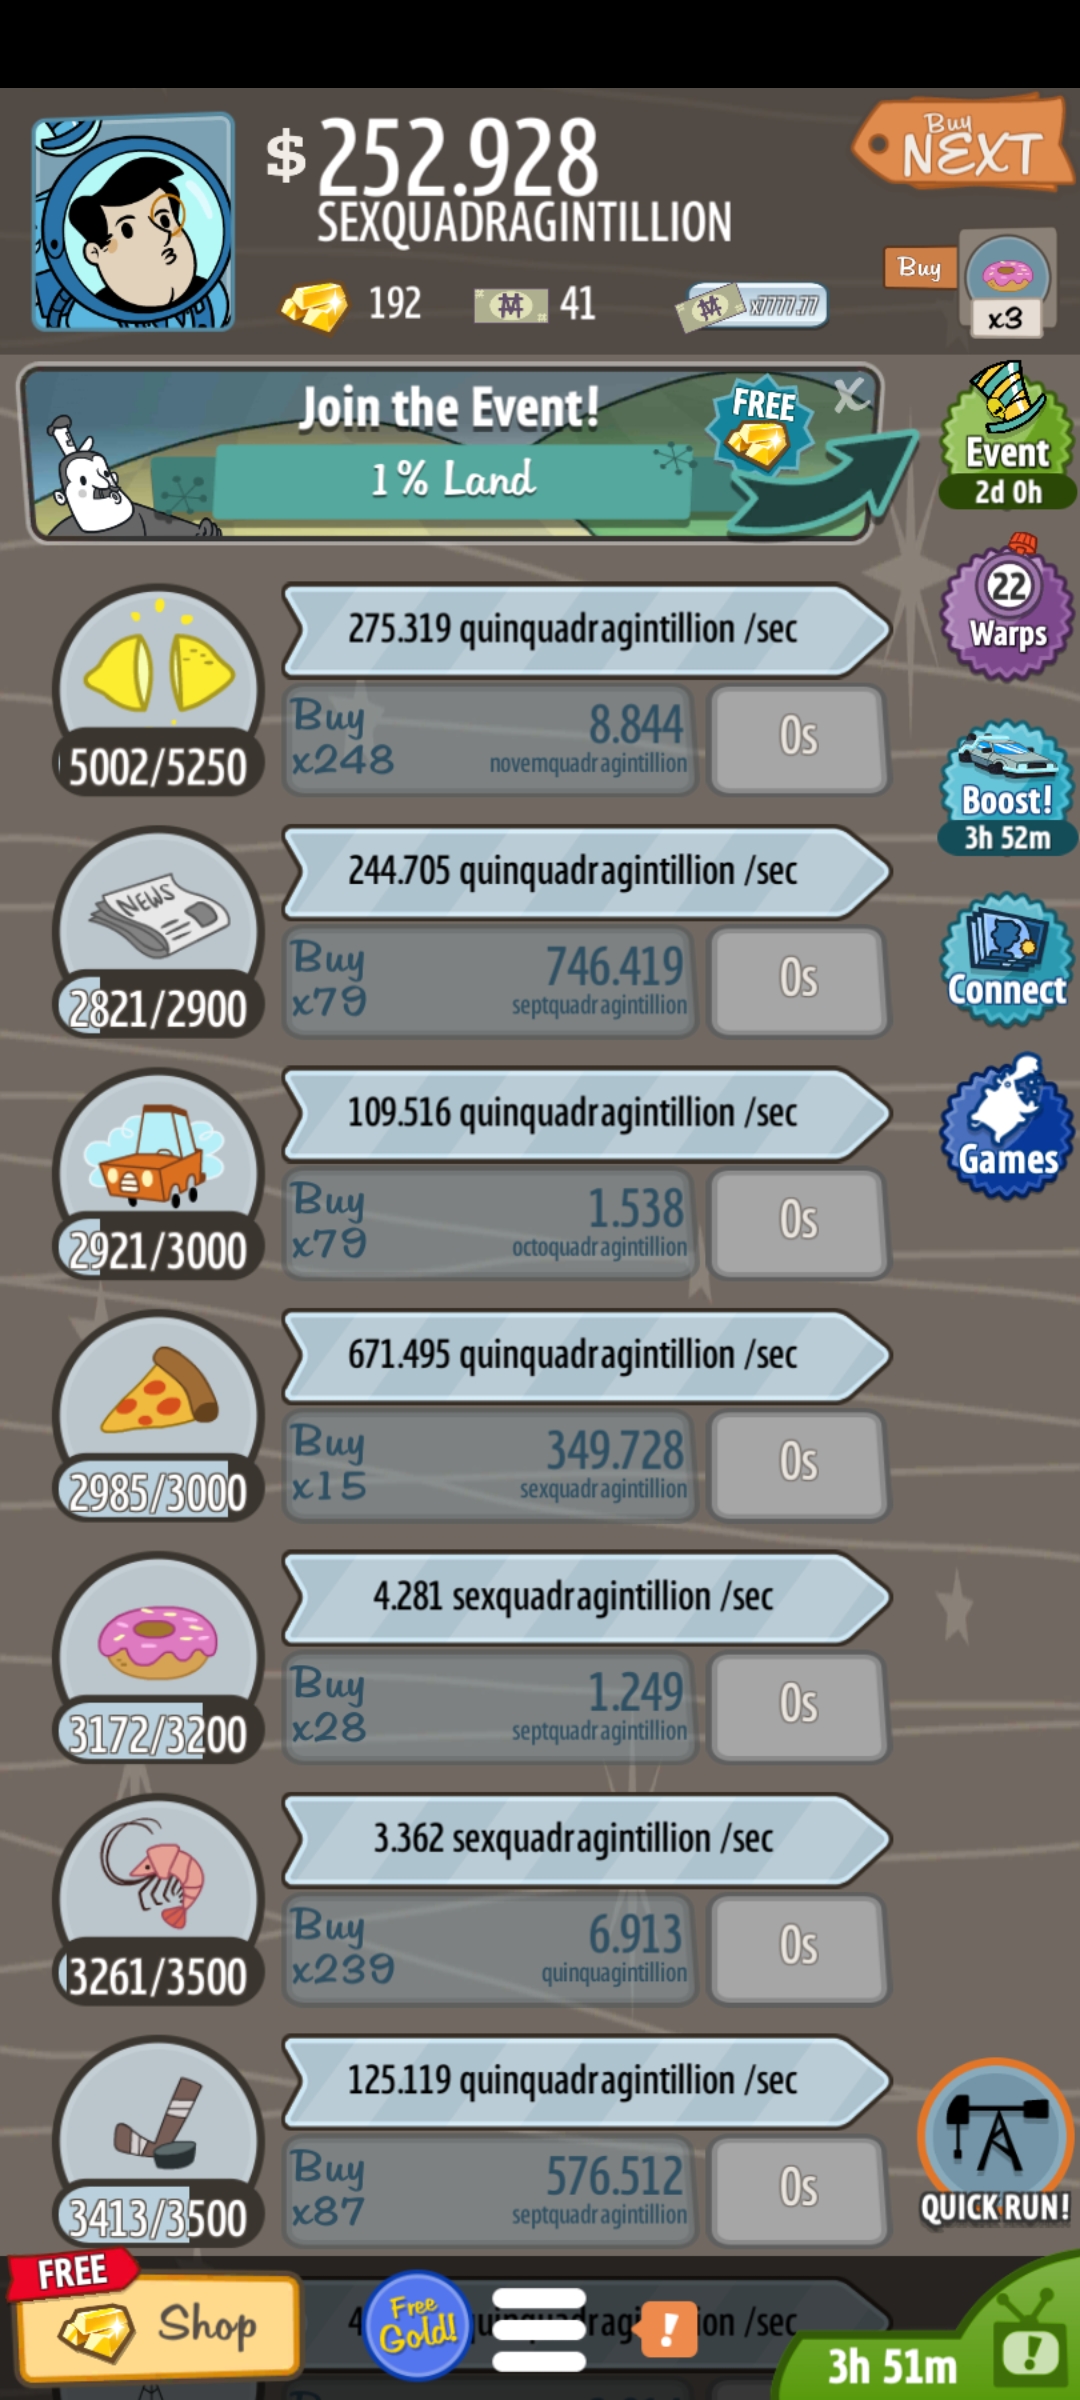 $ 252.928
SEXQUADRAGINTILLION
Buy
NEXT
192
41
x7777.77
Buy
x3
Join the Event!
1% Land
FREE
X
Event
2d 0h
22
Warps
Boost!
3h 52m
Connect
Games
275.319 quinquadragintillion /sec
5002/5250
Buy
x248
8.844
novemquadragintillion
0s
NEWS
244.705 quinquadragintillion /sec
2821/2900
Buy
x79
746.419
septquadragintillion
0s
109.516 quinquadragintillion /sec
2921/3000
Buy
x79
1.538
octoquadragintillion
0s
671.495 quinquadragintillion /sec
2985/3000
Buy
x15
349.728
sexquadragintillion
0s
4.281 sexquadragintillion /sec
3172/3200
Buy
x28
1.249
septquadragintillion
0s
3.362 sexquadragintillion /sec
3261/3500
Buy
x239
6.913
quinquagintillion
0s
125.119 quinquadragintillion /sec
3413/3500
Buy
x87
576.512
septquadragintillion
0s
QUICK RUN!
FREE
Shop
Free
Gold!
!
/sec
3h 51m
!